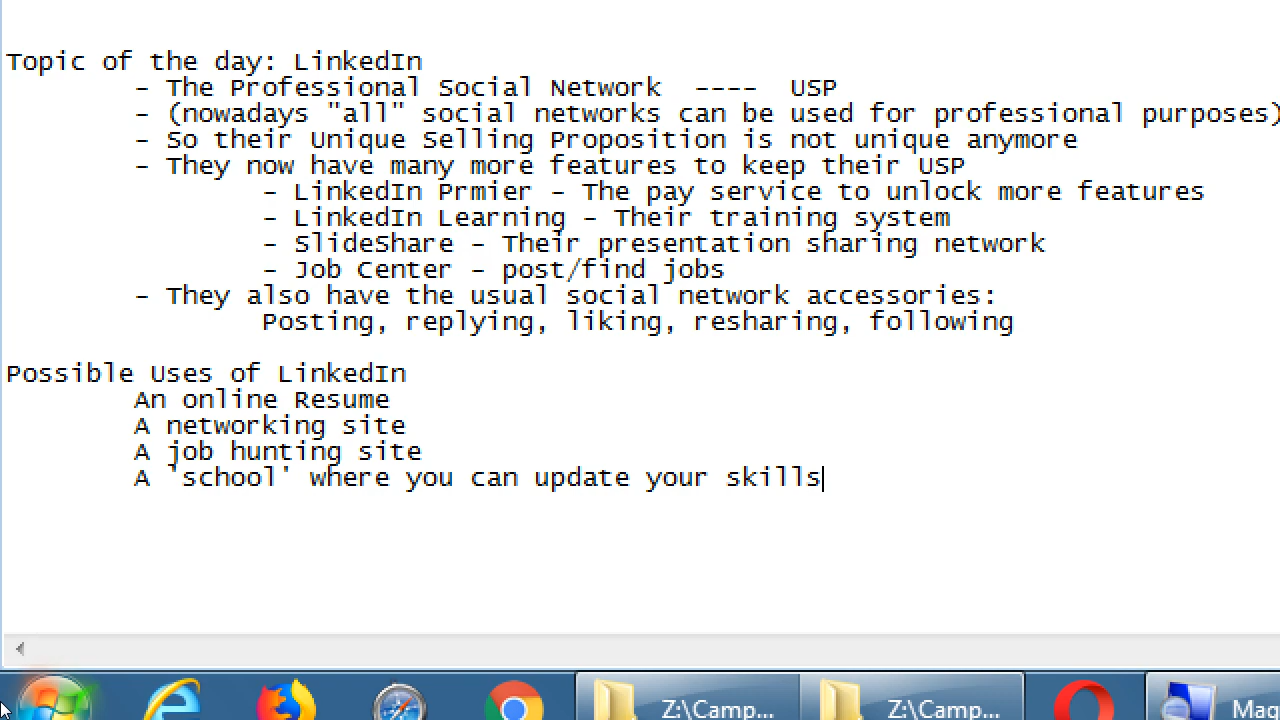 Topic of the day: LinkedIn
- The Professional Social Network ---- USP
- (nowadays "all" social networks can be used for professional purposes)
- So their Unique Selling Proposition is not unique anymore
- They now have many more features to keep their USP
- LinkedIn Prmier - The pay service to unlock more features
- LinkedIn Learning - Their training system
- SlideShare - Their presentation sharing network
- Job Center - post/find jobs
- They also have the usual social network accessories:
Posting, replying, liking, resharing, following
Possible Uses of LinkedIn
An online Resume
A networking site
A job hunting site
A 'school' where you can update your skills
Z:\Camp... Z:\Camp... Mag